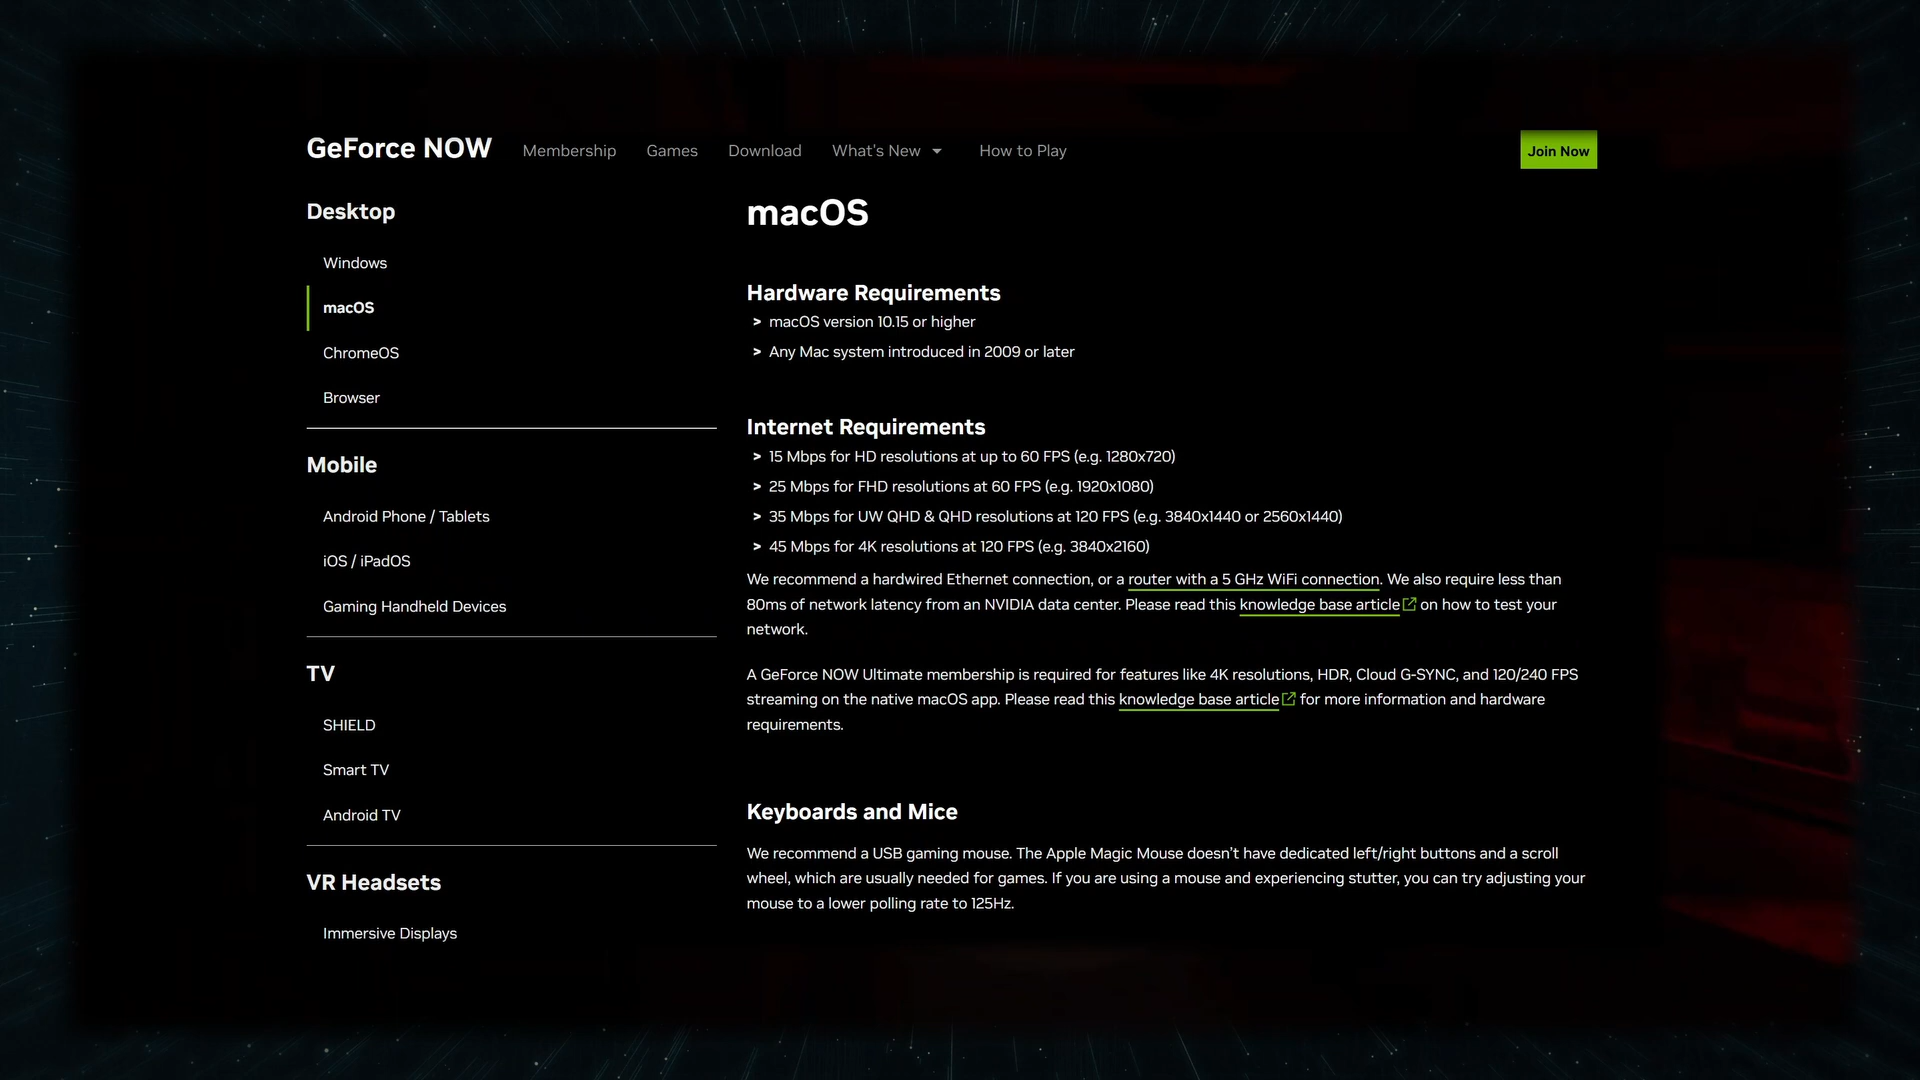 GeForce NOW
Membership
Games
Download
What's New
How to Play
Join Now
Desktop
Windows
macOS
ChromeOS
Browser
Mobile
Android Phone / Tablets
iOS / iPadOS
Gaming Handheld Devices
TV
SHIELD
Smart TV
Android TV
VR Headsets
Immersive Displays
macOS
Hardware Requirements
> macOS version 10.15 or higher
> Any Mac system introduced in 2009 or later
Internet Requirements
> 15 Mbps for HD resolutions at up to 60 FPS (e.g. 1280x720)
> 25 Mbps for FHD resolutions at 60 FPS (e.g. 1920x1080)
> 35 Mbps for UW QHD & QHD resolutions at 120 FPS (e.g. 3840x1440 or 2560x1440)
> 45 Mbps for 4K resolutions at 120 FPS (e.g. 3840x2160)
We recommend a hardwired Ethernet connection, or a router with a 5 GHz WiFi connection. We also require less than
80ms of network latency from an NVIDIA data center. Please read this knowledge base article on how to test your
network.
A GeForce NOW Ultimate membership is required for features like 4K resolutions, HDR, Cloud G-SYNC, and 120/240 FPS
streaming on the native macOS app. Please read this knowledge base article for more information and hardware
requirements.
Keyboards and Mice
We recommend a USB gaming mouse. The Apple Magic Mouse doesn't have dedicated left/right buttons and a scroll
wheel, which are usually needed for games. If you are using a mouse and experiencing stutter, you can try adjusting your
mouse to a lower polling rate to 125Hz.